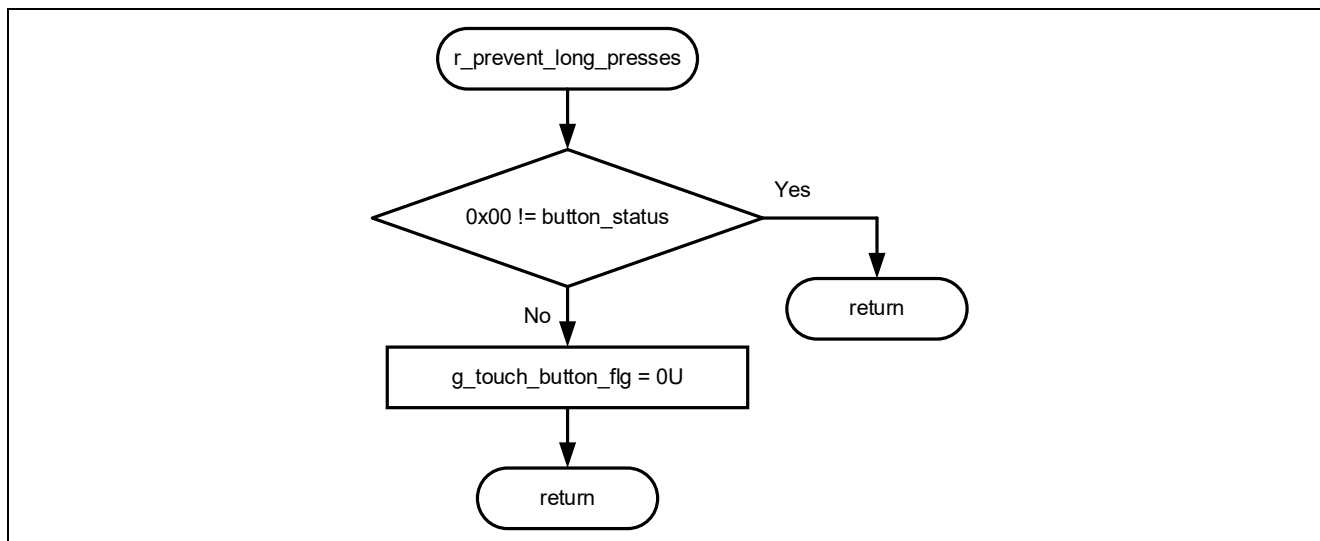 r_prevent_long_presses
0x00 != button_status
Yes
return
No
g_touch_button_flg = 0U
return